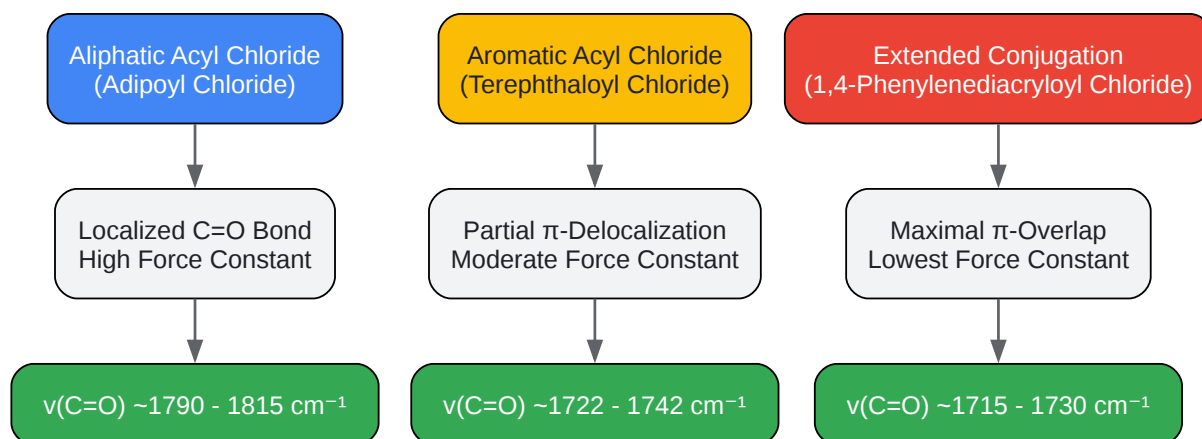 Aliphatic Acyl Chloride
(Adipoyl Chloride)
Localized C=O Bond
High Force Constant
ν(C=O) ~1790 - 1815 cm⁻¹
Aromatic Acyl Chloride
(Terephthaloyl Chloride)
Partial π-Delocalization
Moderate Force Constant
ν(C=O) ~1722 - 1742 cm⁻¹
Extended Conjugation
(1,4-Phenylenediacryloyl Chloride)
Maximal π-Overlap
Lowest Force Constant
ν(C=O) ~1715 - 1730 cm⁻¹